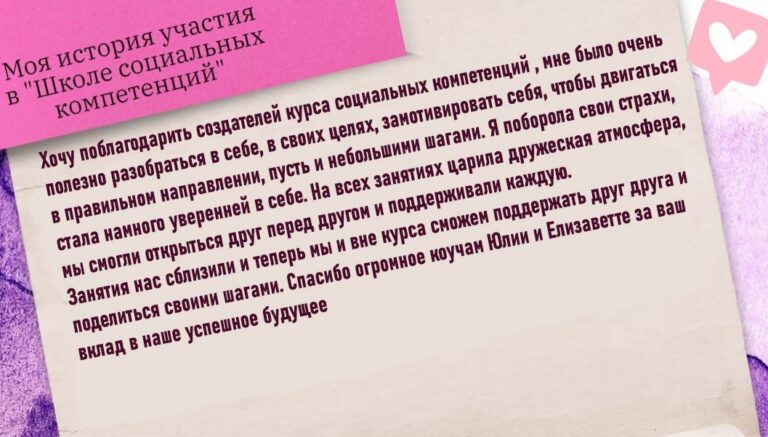 Моя история участия
в "Школе социальных
компетенций"
Хочу поблагодарить создателей курса социальных компетенций , мне было очень
полезно разобраться в себе, в своих целях, замотивировать себя, чтобы двигаться
в правильном направлении, пусть и небольшими шагами. Я поборола свои страхи,
стала намного уверенней в себе. На всех занятиях царила дружеская атмосфера,
мы смогли открыться друг перед другом и поддерживали каждую.
Занятия нас сблизили и теперь мы и вне курса сможем поддержать друг друга и
поделиться своими шагами. Спасибо огромное коучам Юлии и Елизаветте за ваш
вклад в наше успешное будущее